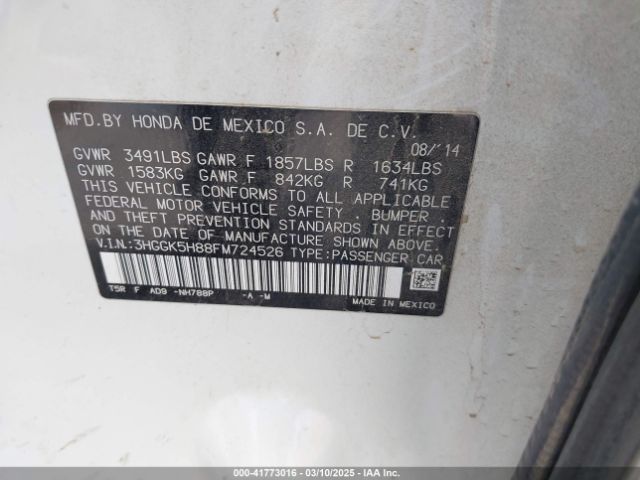 MFD.BY HONDA DE MEXICO S.A. DE C.V.
08/'14
GVWR 3491LBS GAWR F 1857LBS R 1634LBS
GVWR 1583KG GAWR F 842KG R 741KG
THIS VEHICLE CONFORMS TO ALL APPLICABLE
FEDERAL MOTOR VEHICLE SAFETY, BUMPER,
AND THEFT PREVENTION STANDARDS IN EFFECT
ON THE DATE OF MANUFACTURE SHOWN ABOVE.
V.I.N.:3HGGK5H88FM724526 TYPE:PASSENGER CAR
T5R F AD9 -NH788P -A -M
MADE IN MEXICO
000-41773016 — 03/10/2025 — IAA Inc.